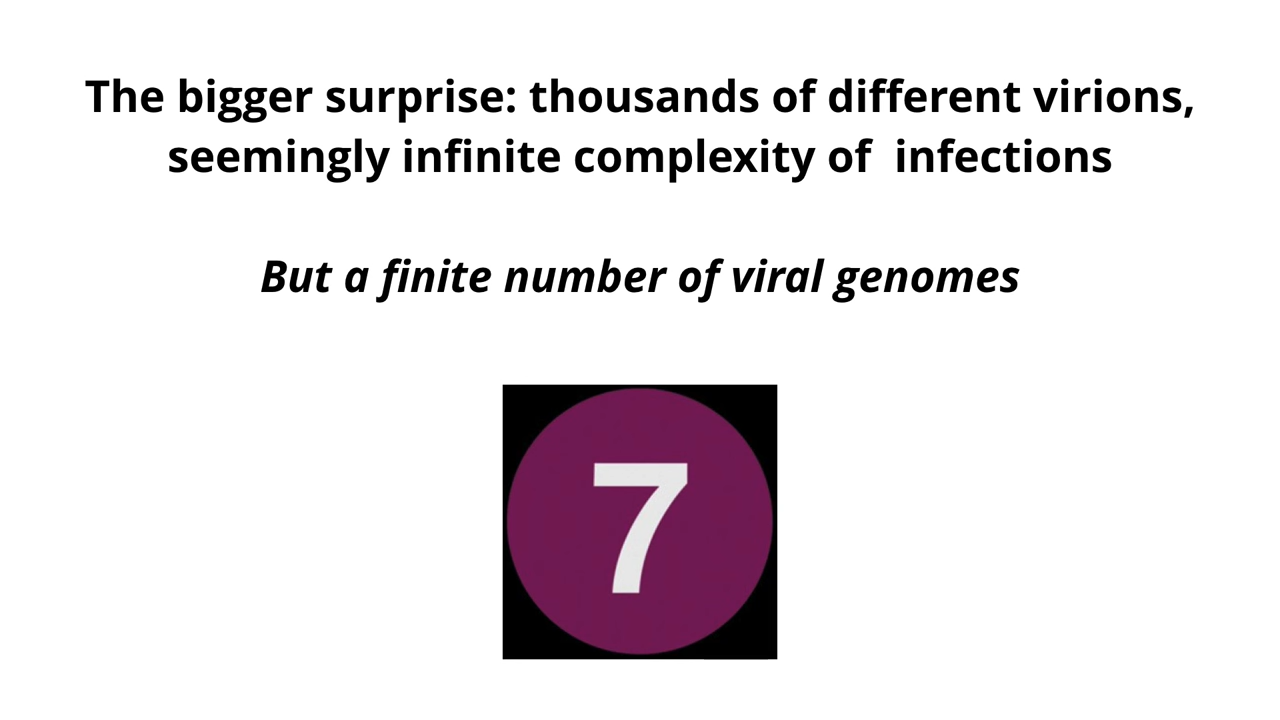 The bigger surprise: thousands of different virions,
seemingly infinite complexity of  infections
But a finite number of viral genomes
7